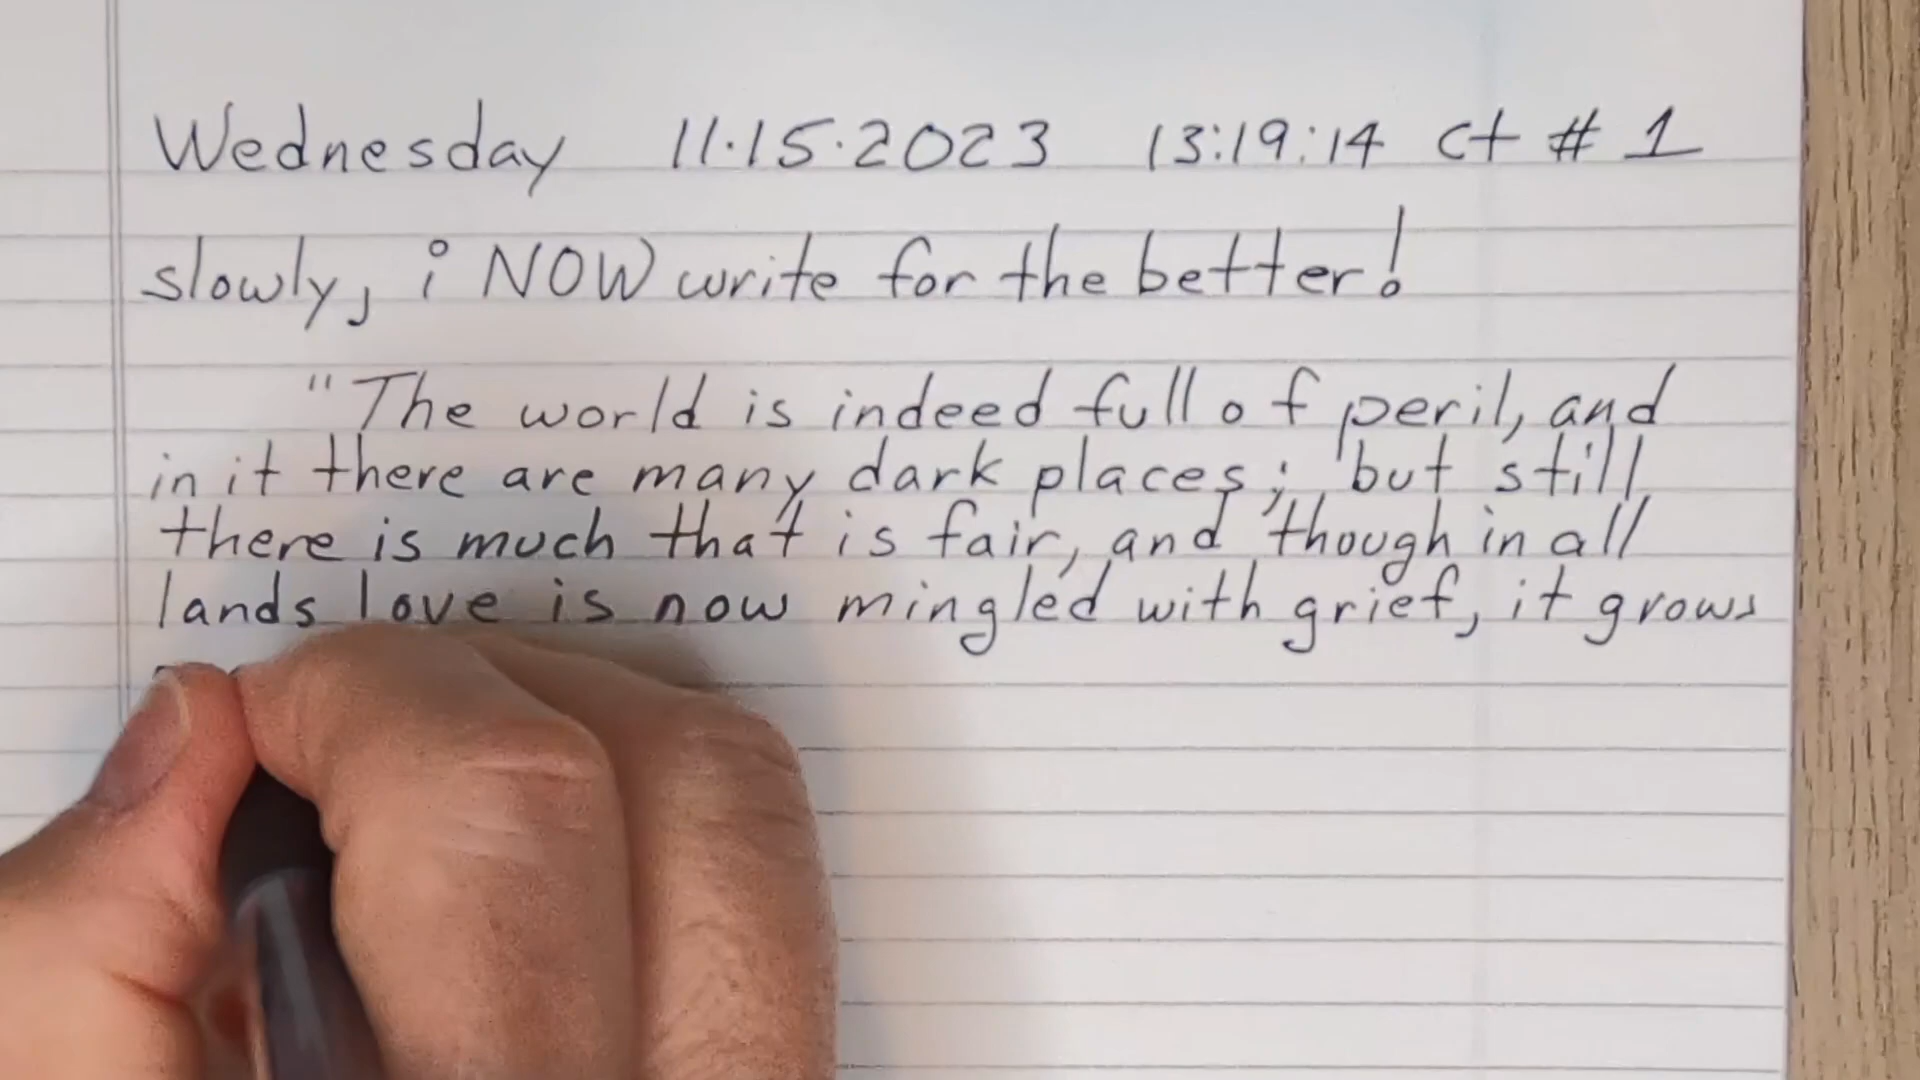 Wednesday 11.15.2023 13:19:14 ct # 1
slowly, i NOW write for the better!
"The world is indeed full of peril, and
in it there are many dark places; but still
there is much that is fair, and though in all
lands love is now mingled with grief, it grows